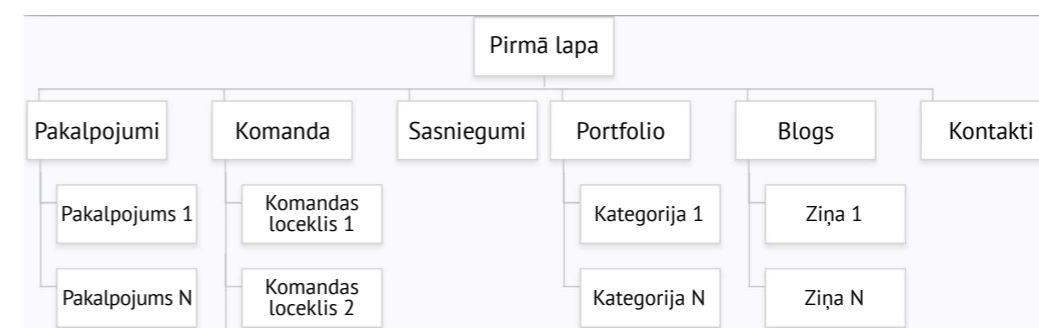 Pirmā lapa
Pakalpojumi
Komanda
Sasniegumi
Portfolio
Blogs
Kontakti
Pakalpojums 1
Komandas
loceklis 1
Kategorija 1
Ziņa 1
Pakalpojums N
Komandas
loceklis 2
Kategorija N
Ziņa N